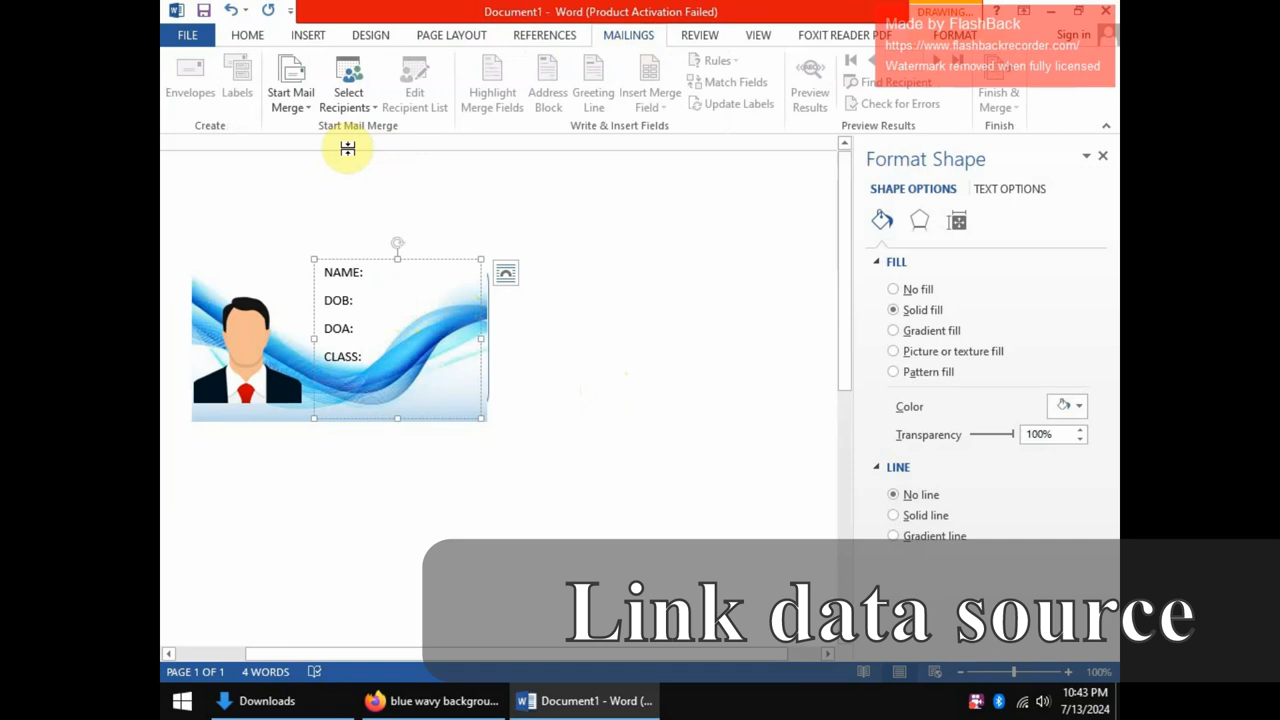 Document1 - Word (Product Activation Failed)
DRAWING...
?
Made by FlashBack
https://www.flashbackrecorder.com/
Watermark removed when fully licensed
FILE
HOME
INSERT
DESIGN
PAGE LAYOUT
REFERENCES
MAILINGS
REVIEW
VIEW
FOXIT READER PDF
FORMAT
Sign in
Envelopes
Labels
Start Mail
Merge
Select
Recipients
Edit
Recipient List
Highlight
Merge Fields
Address
Block
Greeting
Line
Insert Merge
Field
Rules
Match Fields
Update Labels
Preview
Results
Find Recipient
Check for Errors
Finish &
Merge
Create
Start Mail Merge
Write & Insert Fields
Preview Results
Finish
NAME:
DOB:
DOA:
CLASS:
Format Shape
SHAPE OPTIONS
TEXT OPTIONS
FILL
No fill
Solid fill
Gradient fill
Picture or texture fill
Pattern fill
Color
Transparency
100%
LINE
No line
Solid line
Gradient line
Link data source
PAGE 1 OF 1
4 WORDS
100%
Downloads
blue wavy backgrou...
Document1 - Word (...
10:43 PM
7/13/2024